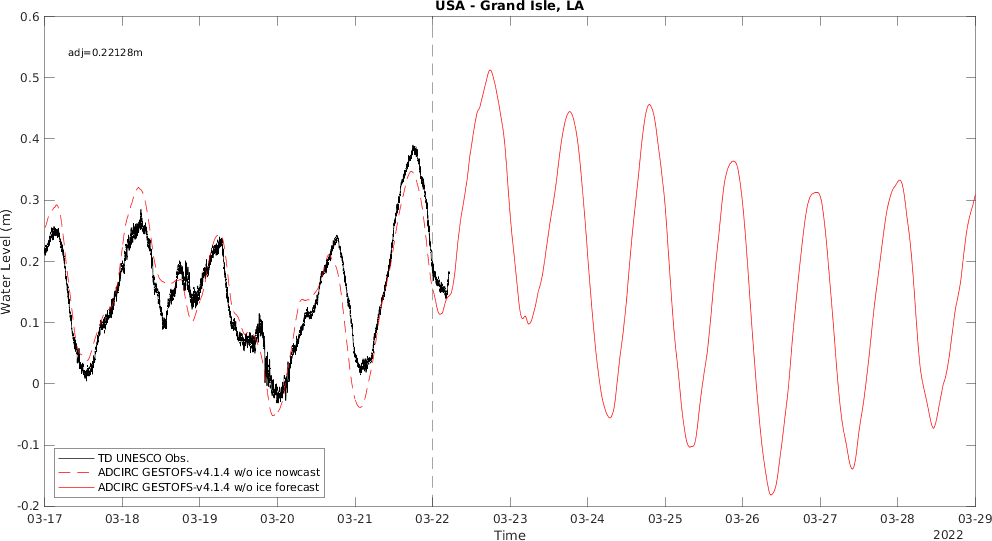 USA - Grand Isle, LA
adj=0.22128m
0.6
0.5
0.4
0.3
0.2
0.1
0
-0.1
-0.2
Water Level (m)
TD UNESCO Obs.
ADCIRC GESTOFS-v4.1.4 w/o ice nowcast
ADCIRC GESTOFS-v4.1.4 w/o ice forecast
03-17 03-18 03-19 03-20 03-21 03-22 03-23 03-24 03-25 03-26 03-27 03-28 03-29
Time
2022